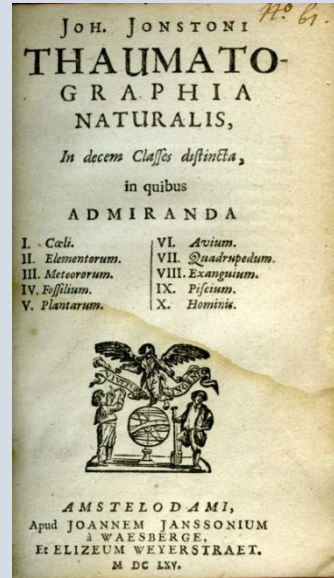 Nº 61.
JOH. JONSTONI
THAUMATO-
GRAPHIA
NATURALIS,
In decem Classes distincta,
in quibus
ADMIRANDA
I. Cœli.
II. Elementorum.
III. Meteororum.
IV. Fossilium.
V. Plantarum.
VI. Avium.
VII. Quadrupedum.
VIII. Exanguium.
IX. Piscium.
X. Hominis.
AMSTELODAMI,
Apud JOANNEM JANSSONIUM
à WAESBERGE,
Et ELIZEUM WEYERSTRAET.
M DC LXV.